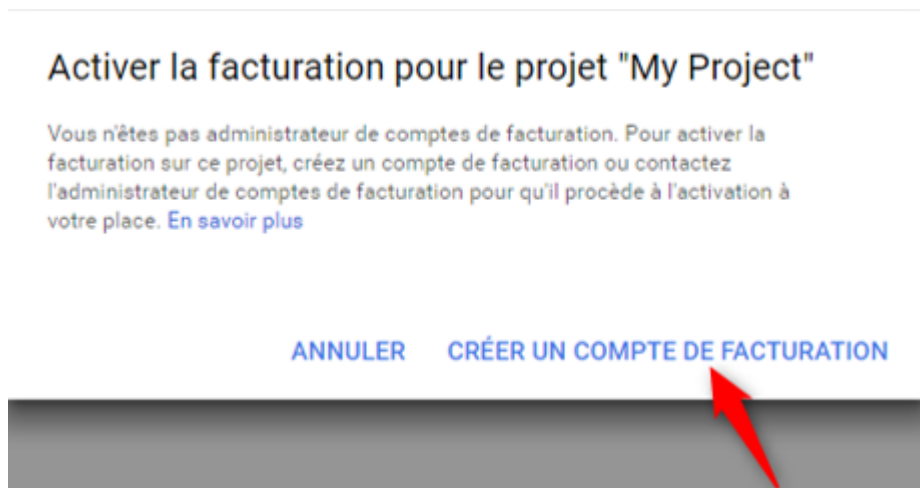 Activer la facturation pour le projet "My Project"
Vous n'êtes pas administrateur de comptes de facturation. Pour activer la
facturation sur ce projet, créez un compte de facturation ou contactez
l'administrateur de comptes de facturation pour qu'il procède à l'activation à
votre place. En savoir plus
ANNULER CRÉER UN COMPTE DE FACTURATION